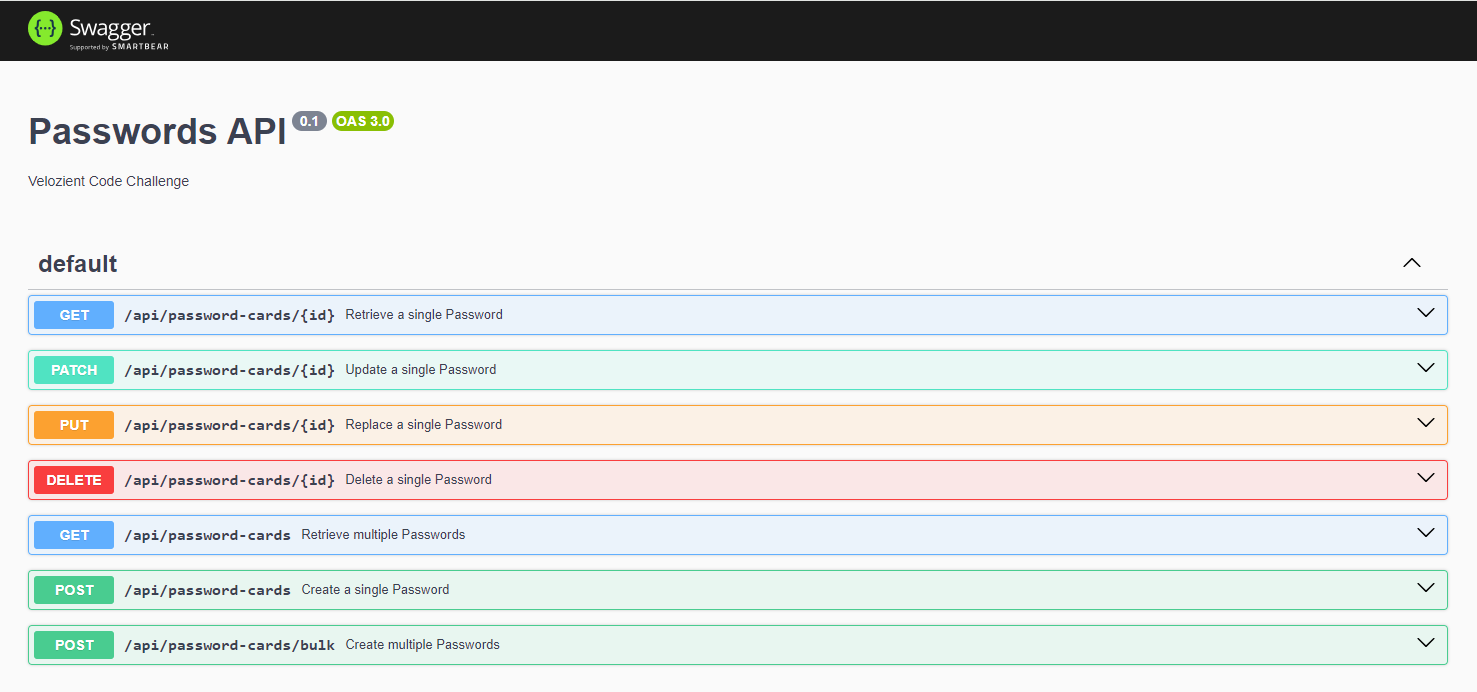 {··} Swagger.
Supported by SMARTBEAR
Passwords API 0.1 OAS 3.0
Velozient Code Challenge
default
GET /api/password-cards/{id} Retrieve a single Password
PATCH /api/password-cards/{id} Update a single Password
PUT /api/password-cards/{id} Replace a single Password
DELETE /api/password-cards/{id} Delete a single Password
GET /api/password-cards Retrieve multiple Passwords
POST /api/password-cards Create a single Password
POST /api/password-cards/bulk Create multiple Passwords